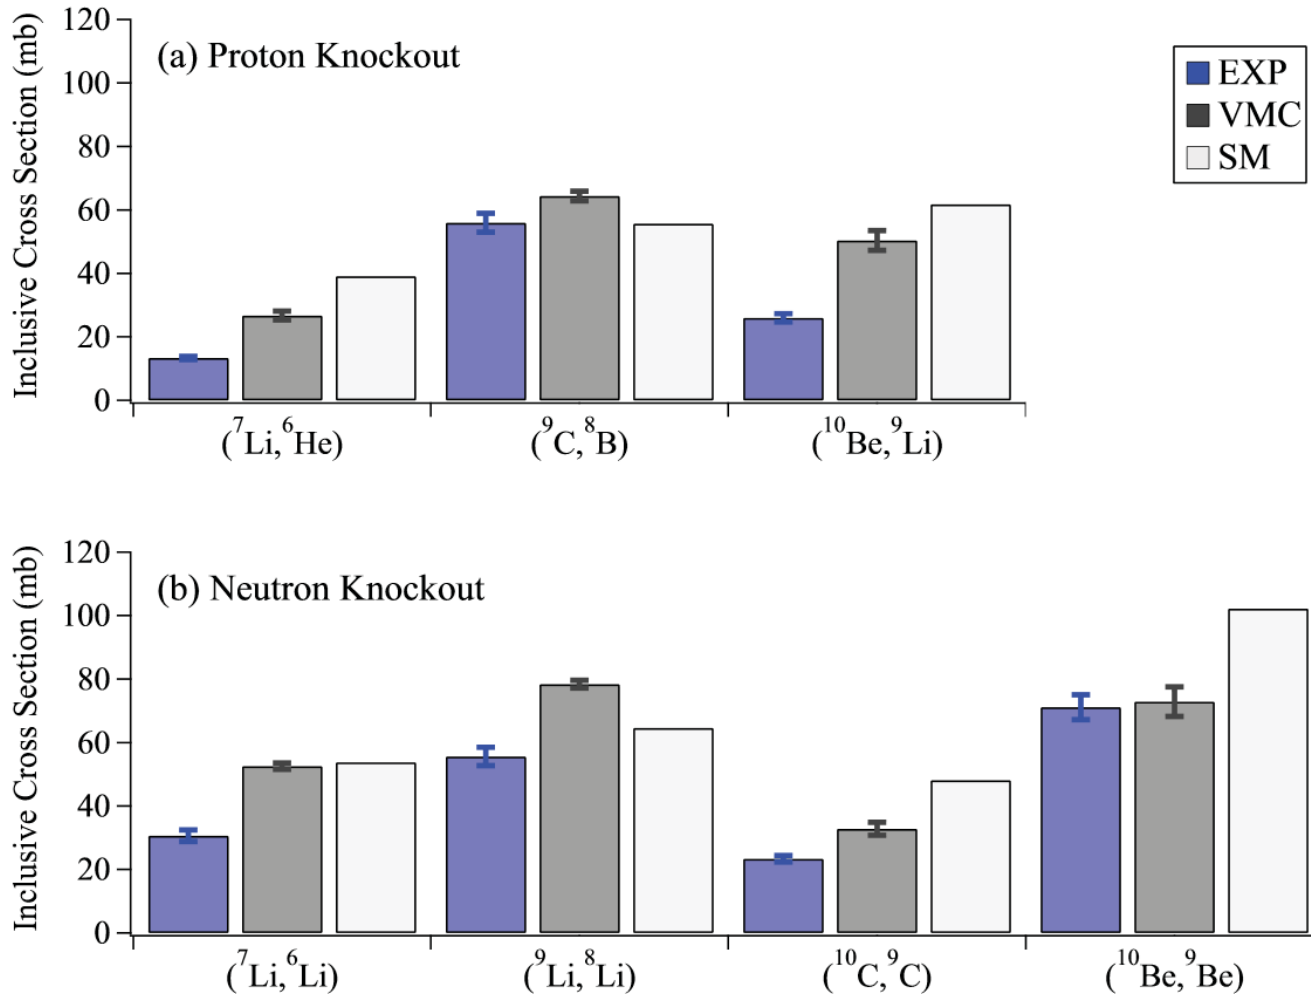 Inclusive Cross Section (mb)
120
100
80
60
40
20
0
(a) Proton Knockout
EXP
VMC
SM
(⁷Li, ⁶He)
(⁹C, ⁸B)
(¹⁰Be, ⁹Li)
Inclusive Cross Section (mb)
120
100
80
60
40
20
0
(b) Neutron Knockout
(⁷Li, ⁶Li)
(⁹Li, ⁸Li)
(¹⁰C, ⁹C)
(¹⁰Be, ⁹Be)